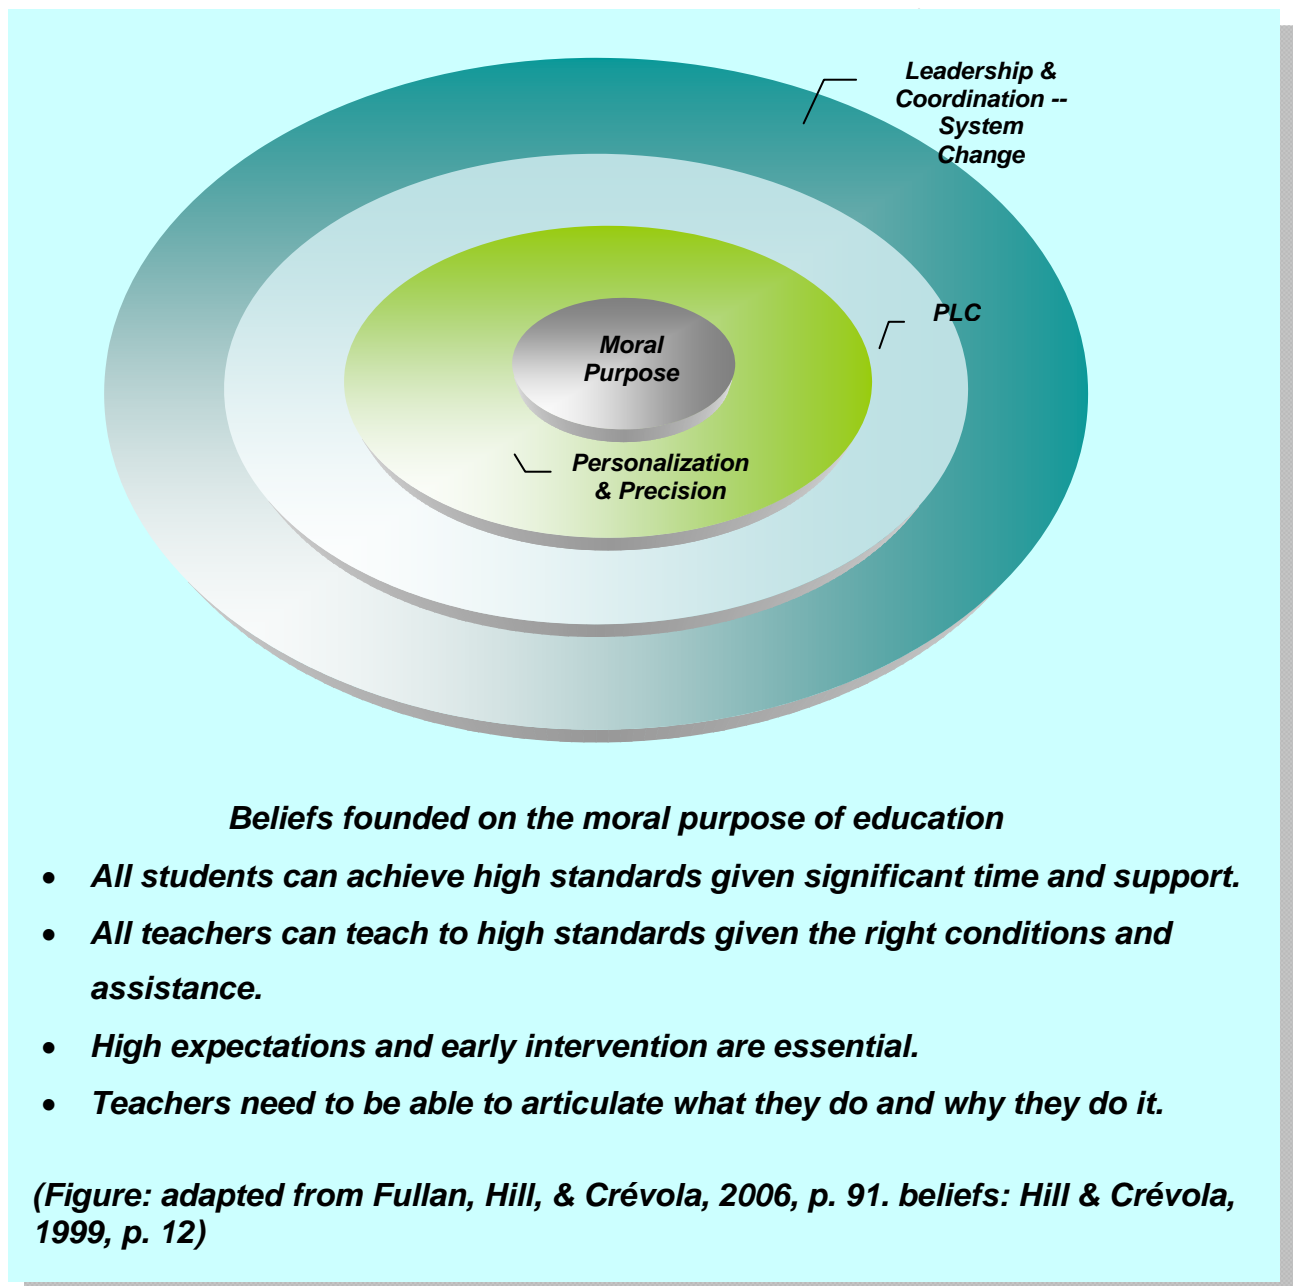 Leadership &
Coordination --
System
Change
PLC
Moral
Purpose
Personalization
& Precision
Beliefs founded on the moral purpose of education
• All students can achieve high standards given significant time and support.
• All teachers can teach to high standards given the right conditions and
assistance.
• High expectations and early intervention are essential.
• Teachers need to be able to articulate what they do and why they do it.
(Figure: adapted from Fullan, Hill, & Crévola, 2006, p. 91. beliefs: Hill & Crévola,
1999, p. 12)